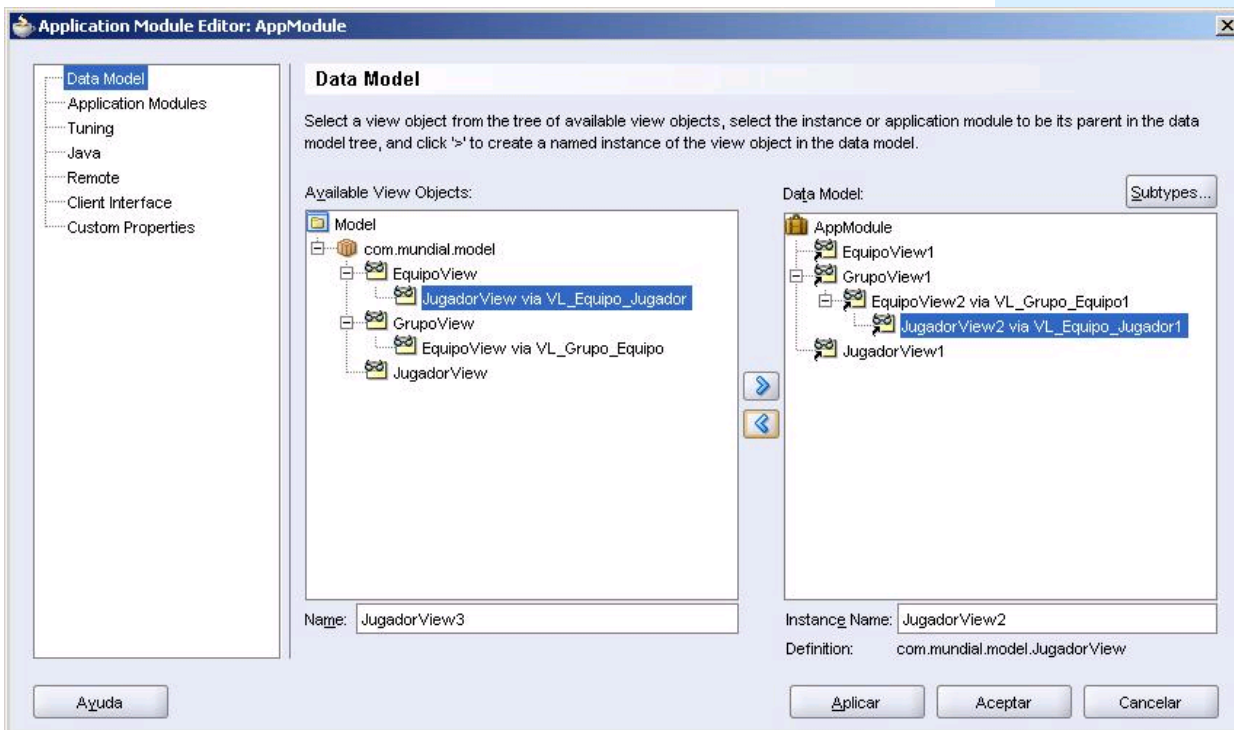 Application Module Editor: AppModule
Data Model
Application Modules
Tuning
Java
Remote
Client Interface
Custom Properties
Data Model
Select a view object from the tree of available view objects, select the instance or application module to be its parent in the data
model tree, and click '>' to create a named instance of the view object in the data model.
Available View Objects:
Model
com.mundial.model
EquipoView
JugadorView via VL_Equipo_Jugador
GrupoView
EquipoView via VL_Grupo_Equipo
JugadorView
Name: JugadorView3
Data Model:
Subtypes...
AppModule
EquipoView1
GrupoView1
EquipoView2 via VL_Grupo_Equipo1
JugadorView2 via VL_Equipo_Jugador1
JugadorView1
Instance Name: JugadorView2
Definition: com.mundial.model.JugadorView
Ayuda
Aplicar
Aceptar
Cancelar